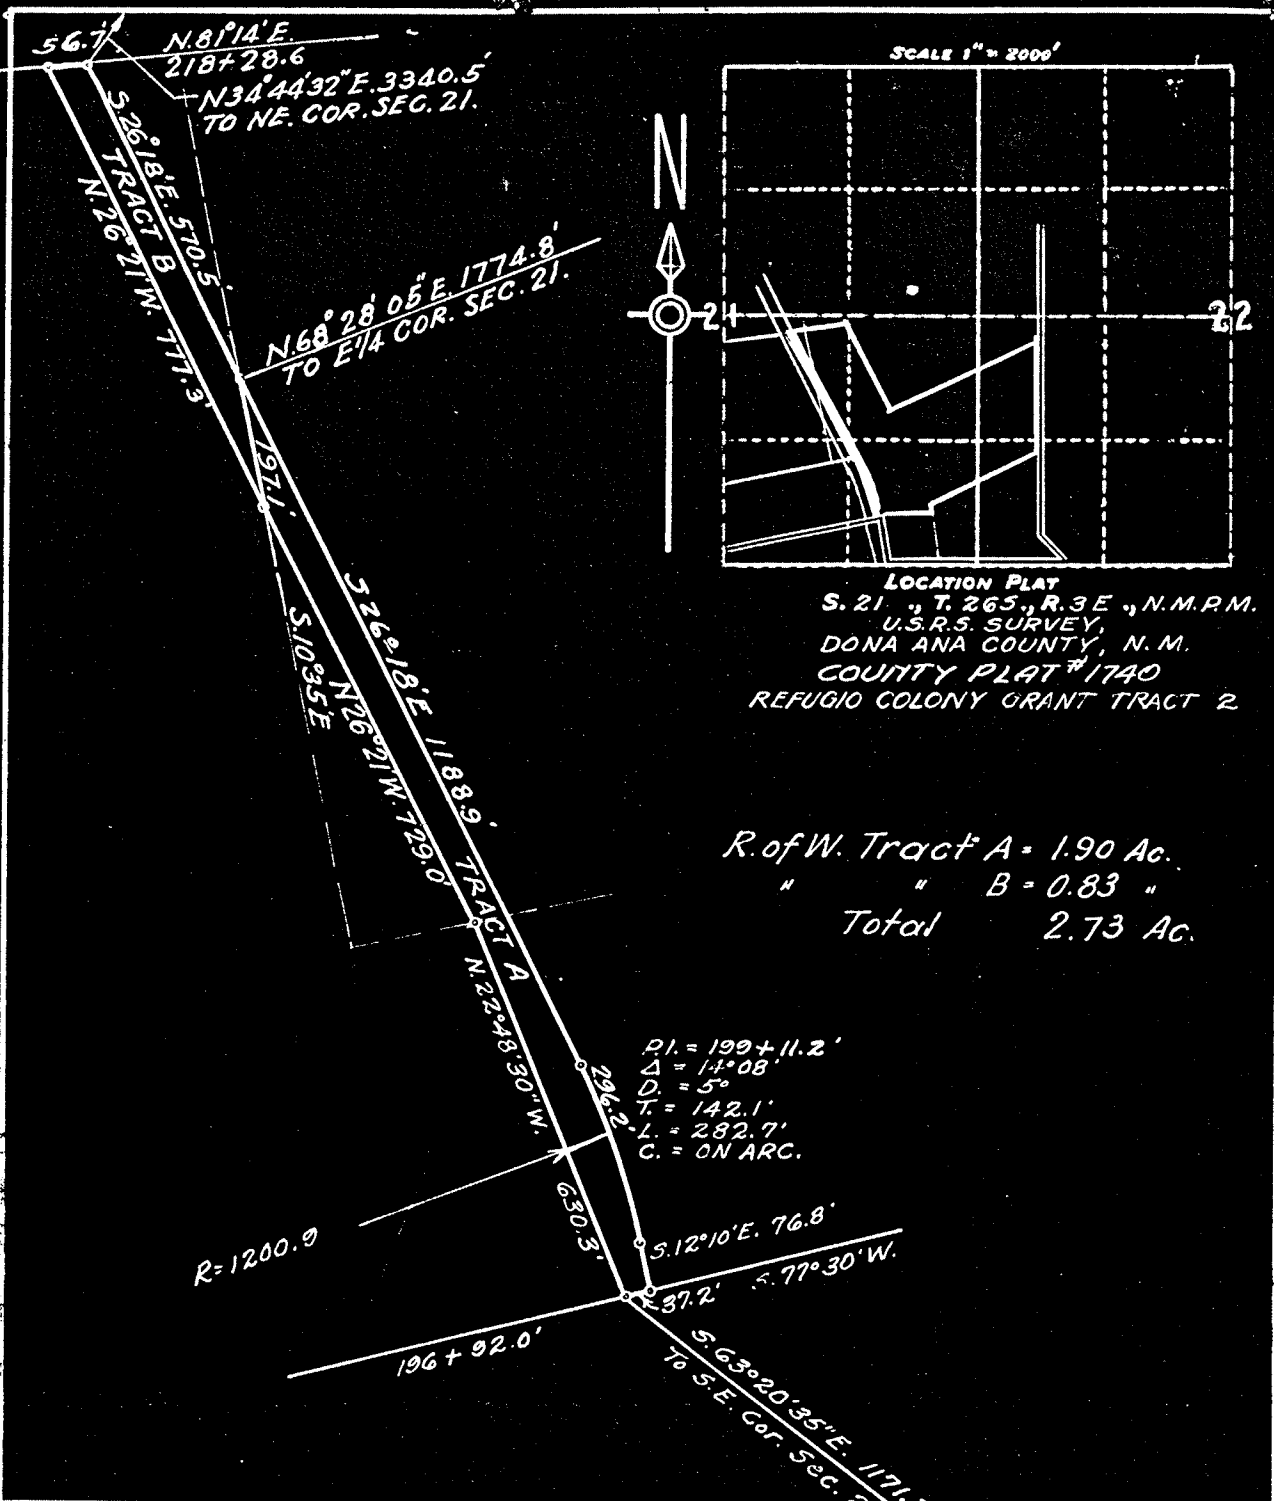 56.7'
N.81°14'E.
218+28.6
N34°44'32"E.3340.5'
TO NE. COR. SEC. 21.
S.26°18'E. 570.5'
TRACT B
N.26°21'W. 777.3'
N.68°28'05"E. 1774.8'
TO E¼ COR. SEC. 21.
197.1'
S.10°35'E
S26°18'E 1188.9'
N26°21'W. 729.0'
TRACT A
N.22°48'30"W.
630.3'
296.2'
P.I. = 199+11.2'
Δ = 14°08'
D. = 5°
T. = 142.1'
L. = 282.7'
C. = ON ARC.
R=1200.9
S.12°10'E. 76.8'
S.77°30'W.
37.2'
196+92.0'
S.63°20'35"E. 1171.
To S.E. Cor. Sec.
SCALE 1" = 2000'
N
21
22
LOCATION PLAT
S. 21 ., T. 26S., R. 3 E ., N.M.P.M.
U.S.R.S. SURVEY,
DONA ANA COUNTY, N.M.
COUNTY PLAT #1740
REFUGIO COLONY GRANT TRACT 2
R. of W. Tract A = 1.90 Ac.
" " B = 0.83 "
Total 2.73 Ac.